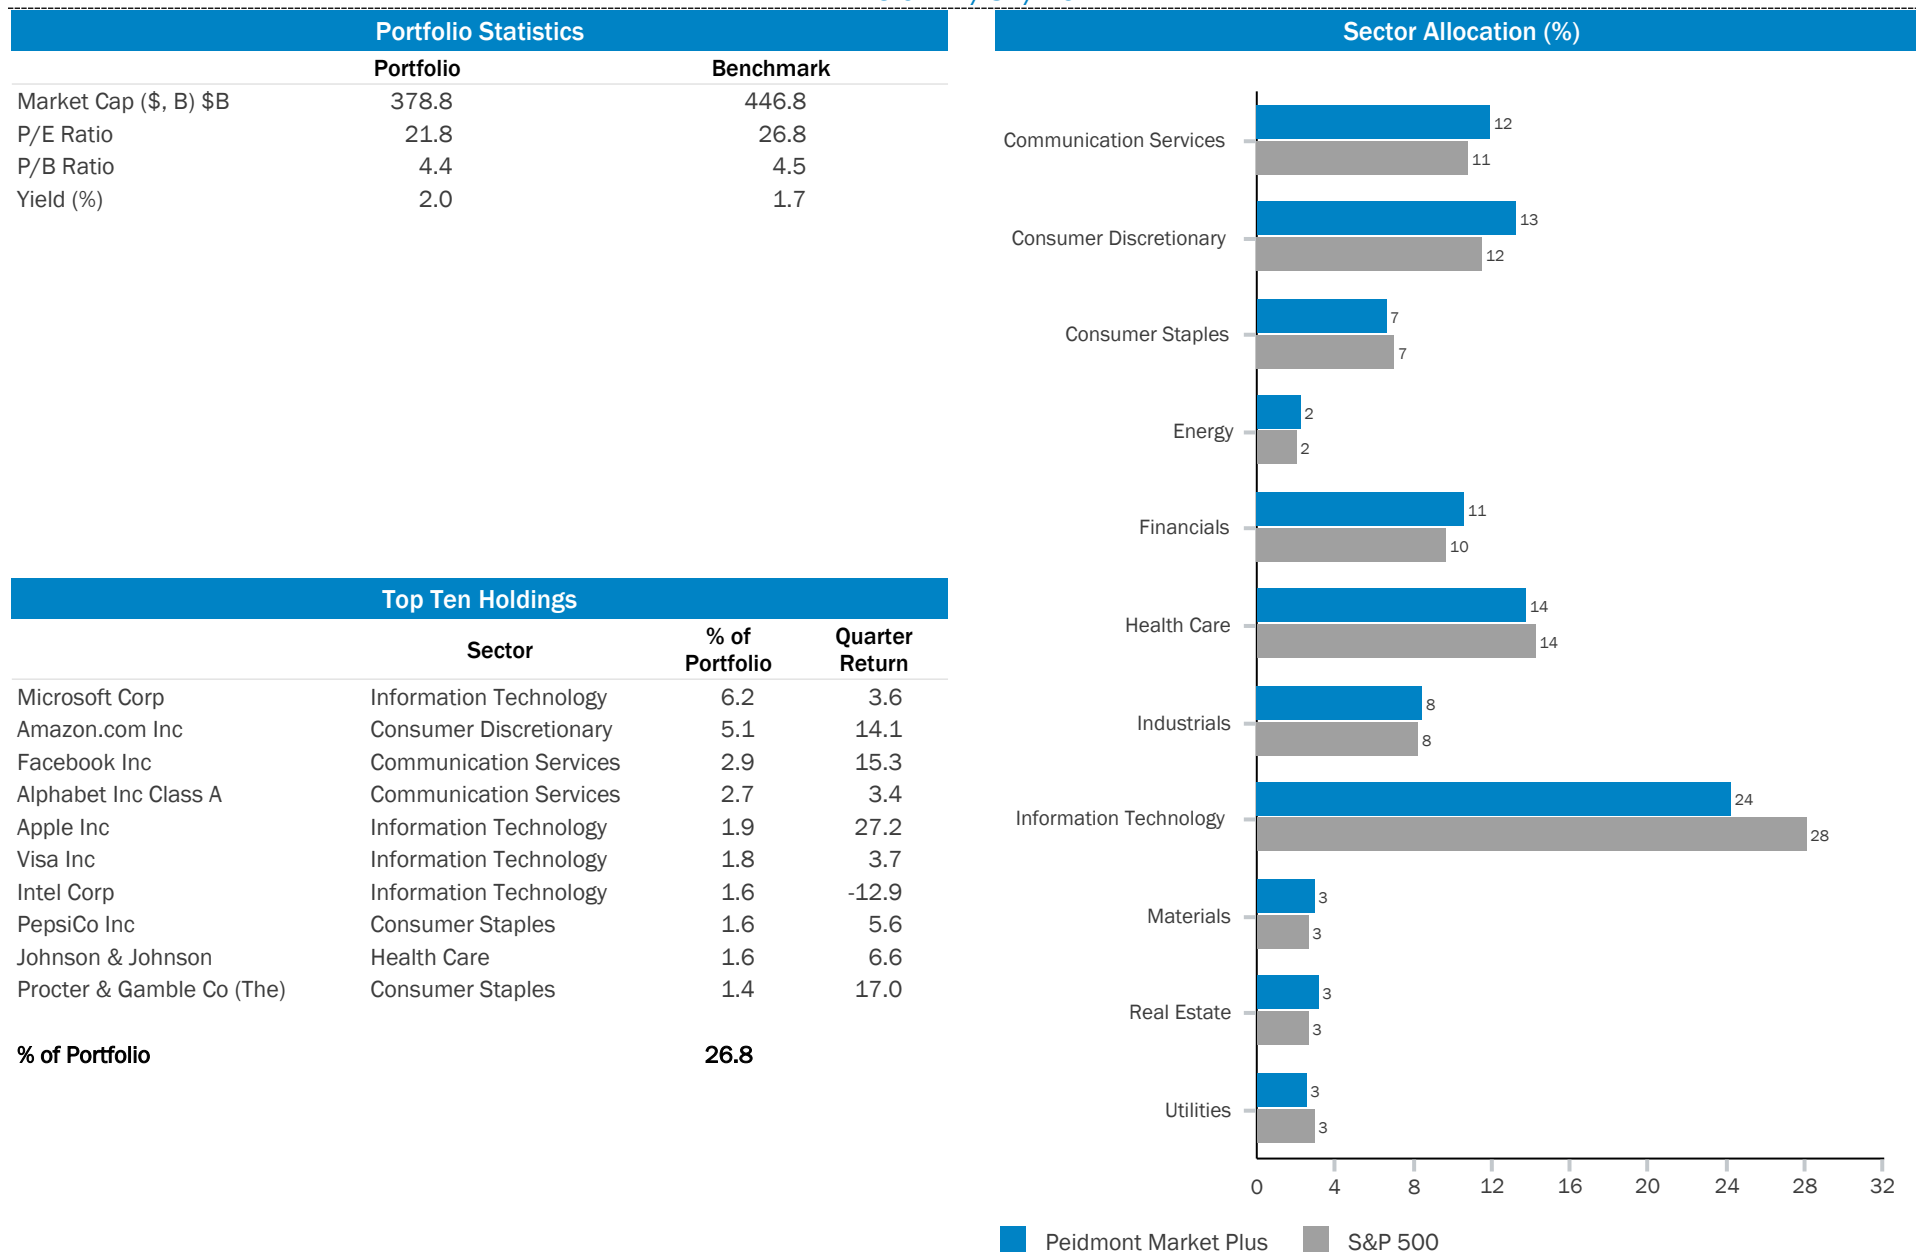 Portfolio Statistics
Portfolio Benchmark
Market Cap ($, B) $B 378.8 446.8
P/E Ratio 21.8 26.8
P/B Ratio 4.4 4.5
Yield (%) 2.0 1.7
Top Ten Holdings
Sector % of Portfolio Quarter Return
Microsoft Corp Information Technology 6.2 3.6
Amazon.com Inc Consumer Discretionary 5.1 14.1
Facebook Inc Communication Services 2.9 15.3
Alphabet Inc Class A Communication Services 2.7 3.4
Apple Inc Information Technology 1.9 27.2
Visa Inc Information Technology 1.8 3.7
Intel Corp Information Technology 1.6 -12.9
PepsiCo Inc Consumer Staples 1.6 5.6
Johnson & Johnson Health Care 1.6 6.6
Procter & Gamble Co (The) Consumer Staples 1.4 17.0
% of Portfolio 26.8
Sector Allocation (%)
Communication Services 12
11
Consumer Discretionary 13
12
Consumer Staples 7
7
Energy 2
2
Financials 11
10
Health Care 14
14
Industrials 8
8
Information Technology 24
28
Materials 3
3
Real Estate 3
3
Utilities 3
3
0 4 8 12 16 20 24 28 32
Peidmont Market Plus S&P 500